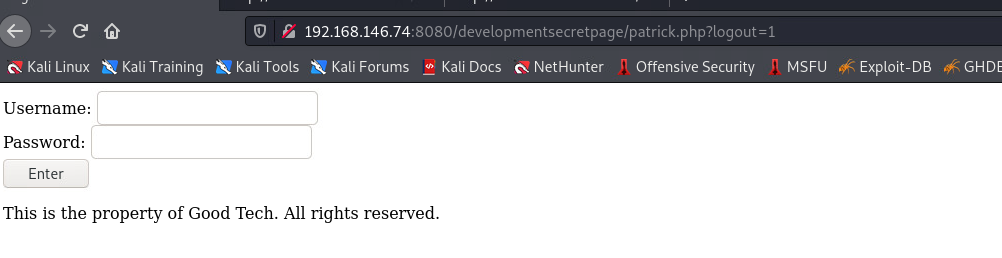 192.168.146.74:8080/developmentsecretpage/patrick.php?logout=1
Kali Linux Kali Training Kali Tools Kali Forums Kali Docs NetHunter Offensive Security MSFU Exploit-DB GHDB
Username:
Password:
Enter
This is the property of Good Tech. All rights reserved.